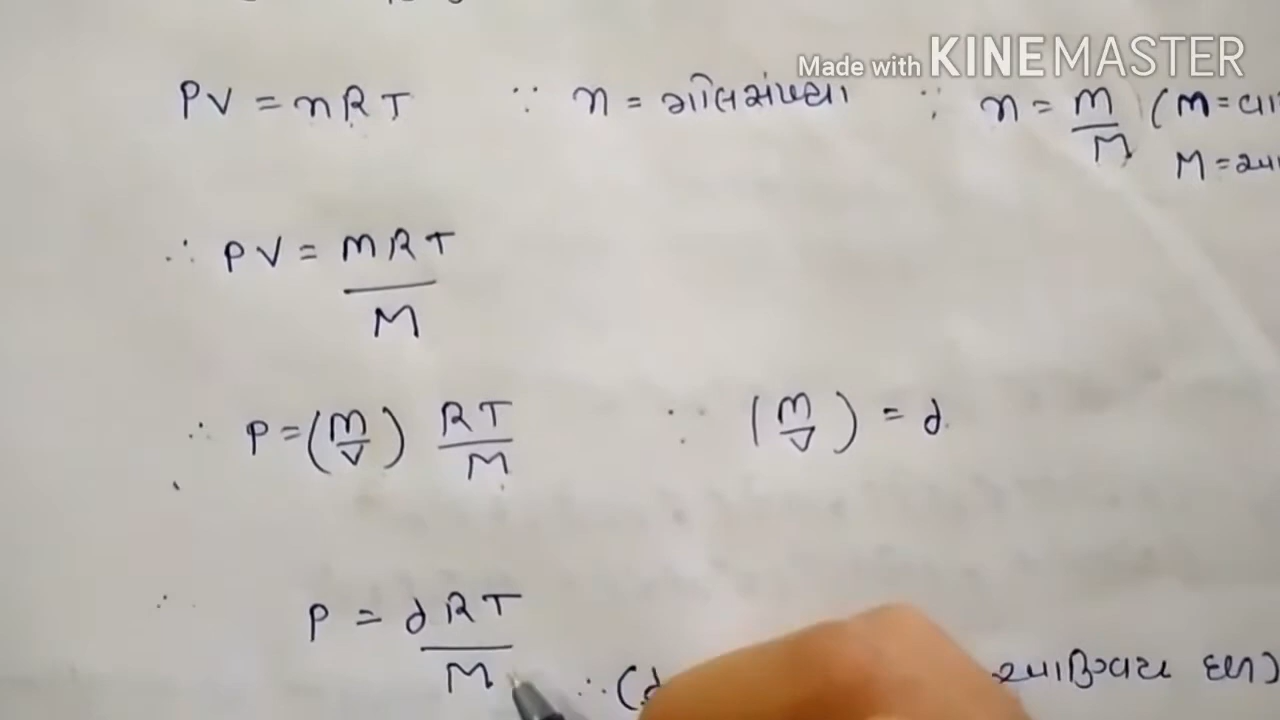 Made with KINEMASTER
PV = nRT ∵ n = મોલસંખ્યા ∵ n = m/M (m = વા
M = આ
∴ PV = mRT/M
∴ P = (m/V) RT/M ∵ (m/V) = d
∴ P = dRT/M ∴ (d